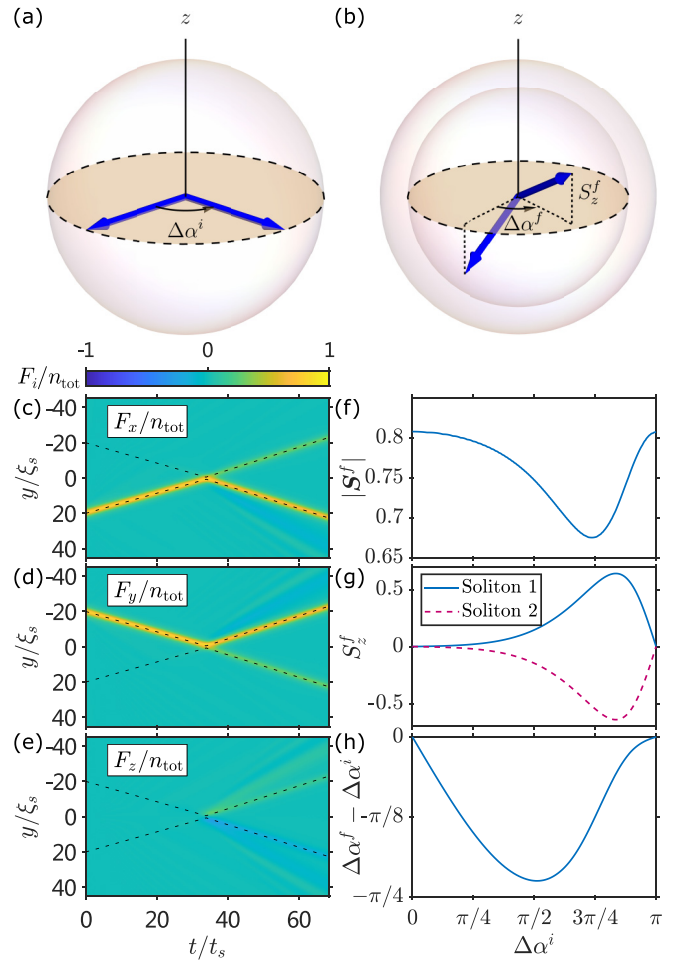 (a) (b)
z z
Δαⁱ
S_z^f
Δα^f
-1 0 1
F_i/n_tot
(c) F_x/n_tot
-40
-20
0
20
40
y/ξ_s
(d) F_y/n_tot
-40
-20
0
20
40
y/ξ_s
(e) F_z/n_tot
-40
-20
0
20
40
y/ξ_s
0 20 40 60
t/t_s
(f)
0.8
0.75
0.7
0.65
|S^f|
(g) Soliton 1
Soliton 2
0.5
0
-0.5
S_z^f
(h)
0
-π/8
−π/4
Δα^f − Δαⁱ
0 π/4 π/2 3π/4 π
Δαⁱ